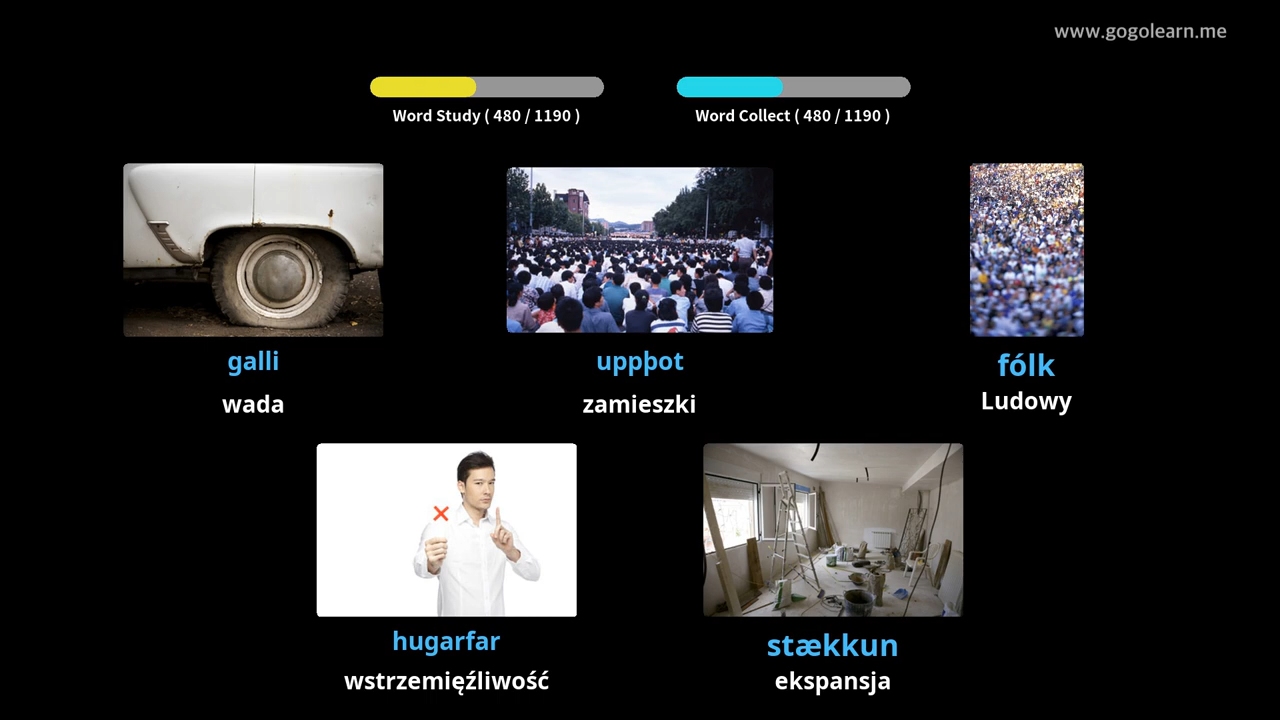 www.gogolearn.me
Word Study ( 480 / 1190 )
Word Collect ( 480 / 1190 )
galli
wada
uppþot
zamieszki
fólk
Ludowy
hugarfar
wstrzemięźliwość
stækkun
ekspansja